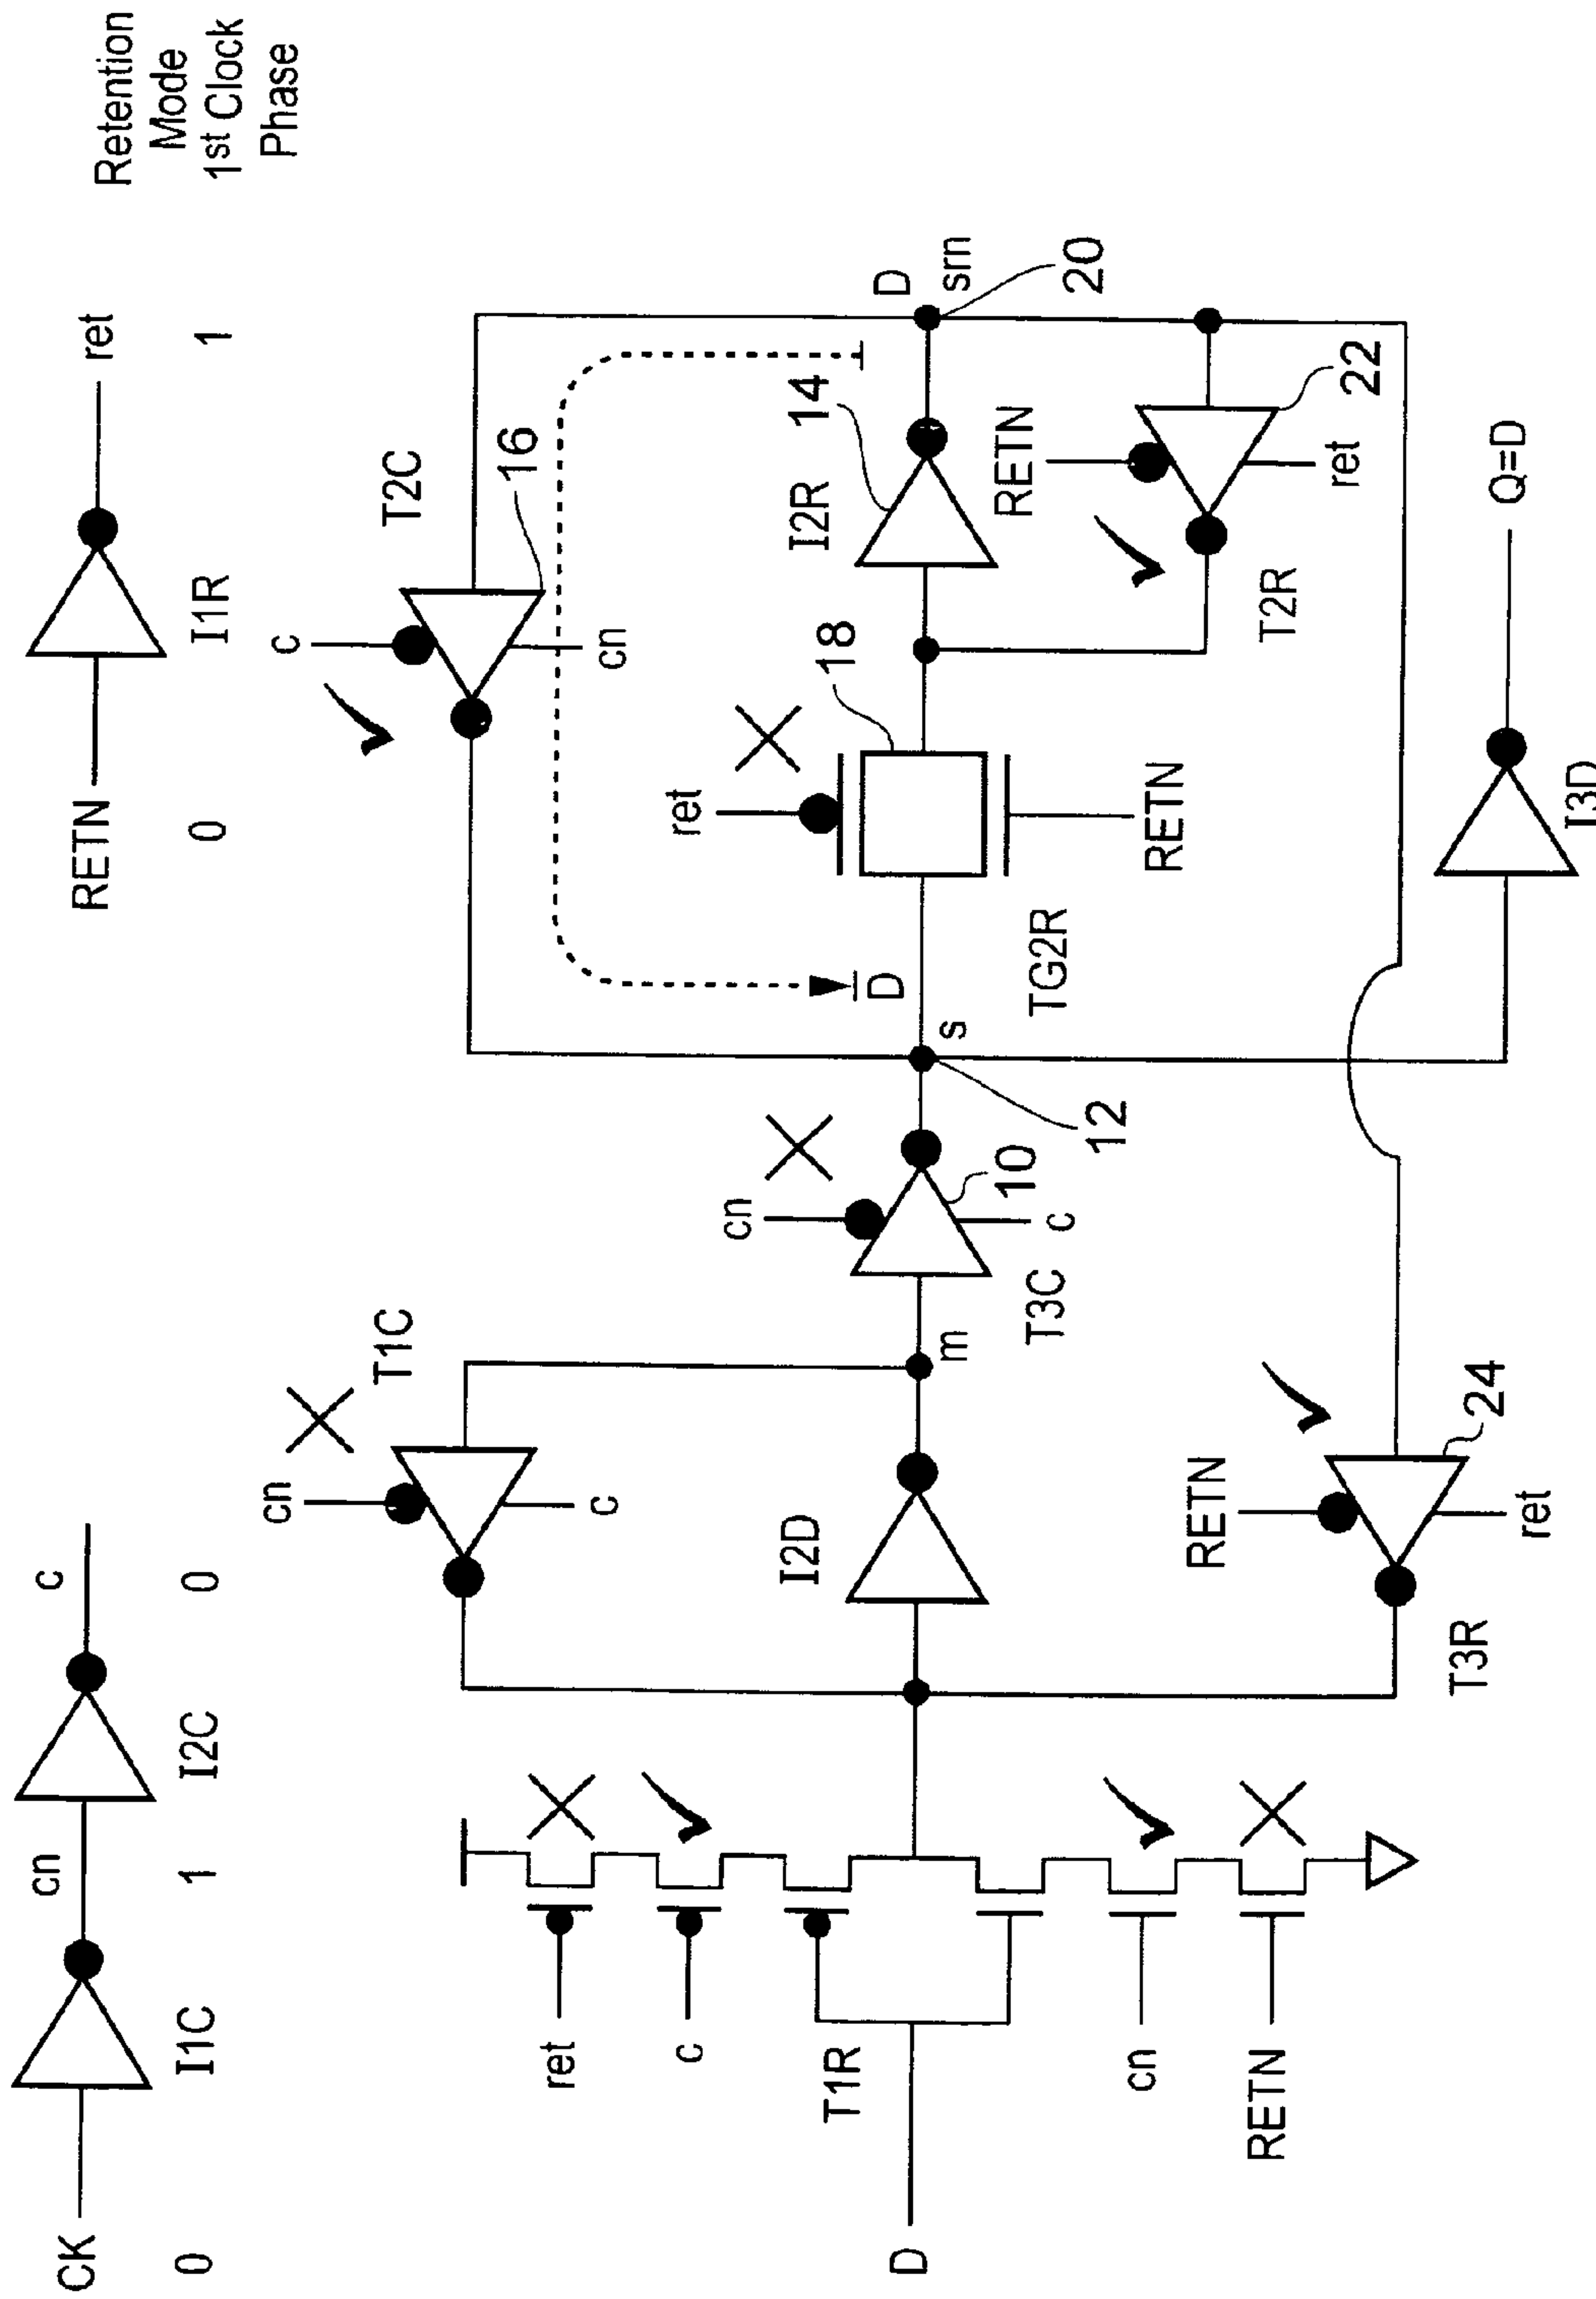 Retention
Mode
1st Clock
Phase
CK
cn
c
0
I1C
1
I2C
0
RETN
ret
0
I1R
1
cn
T1C
c
c
T2C
cn
16
ret
c
T1R
D
cn
RETN
I2D
m
cn
c
T3C
10
s
12
D
ret
18
TG2R
RETN
I2R
14
D
srn
20
RETN
22
ret
T2R
RETN
24
ret
T3R
I3D
Q=D